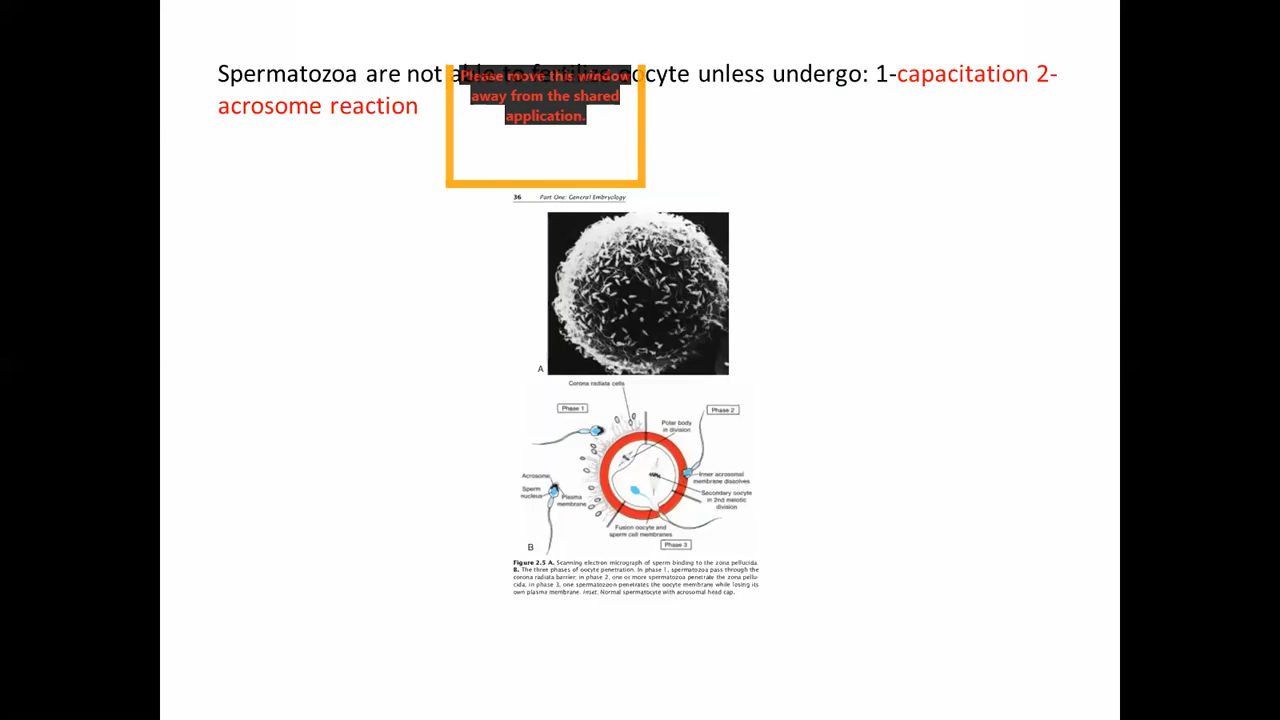 Spermatozoa are not able to fertilize oocyte unless undergo: 1-capacitation 2-
acrosome reaction
Please move this window
away from the shared
application.
36 Part One: General Embryology
A
Corona radiata cells
Phase 1
Phase 2
Polar body
in division
Acrosome
Sperm
nucleus
Plasma
membrane
Inner acrosomal
membrane dissolves
Secondary oocyte
in 2nd meiotic
division
Fusion oocyte and
sperm cell membranes
Phase 3
B
Figure 2.5 A. Scanning electron micrograph of sperm binding to the zona pellucida.
B. The three phases of oocyte penetration. In phase 1, spermatozoa pass through the
corona radiata barrier; in phase 2, one or more spermatozoa penetrate the zona pellu-
cida; in phase 3, one spermatozoon penetrates the oocyte membrane while losing its
own plasma membrane. Inset. Normal spermatocyte with acrosomal head cap.